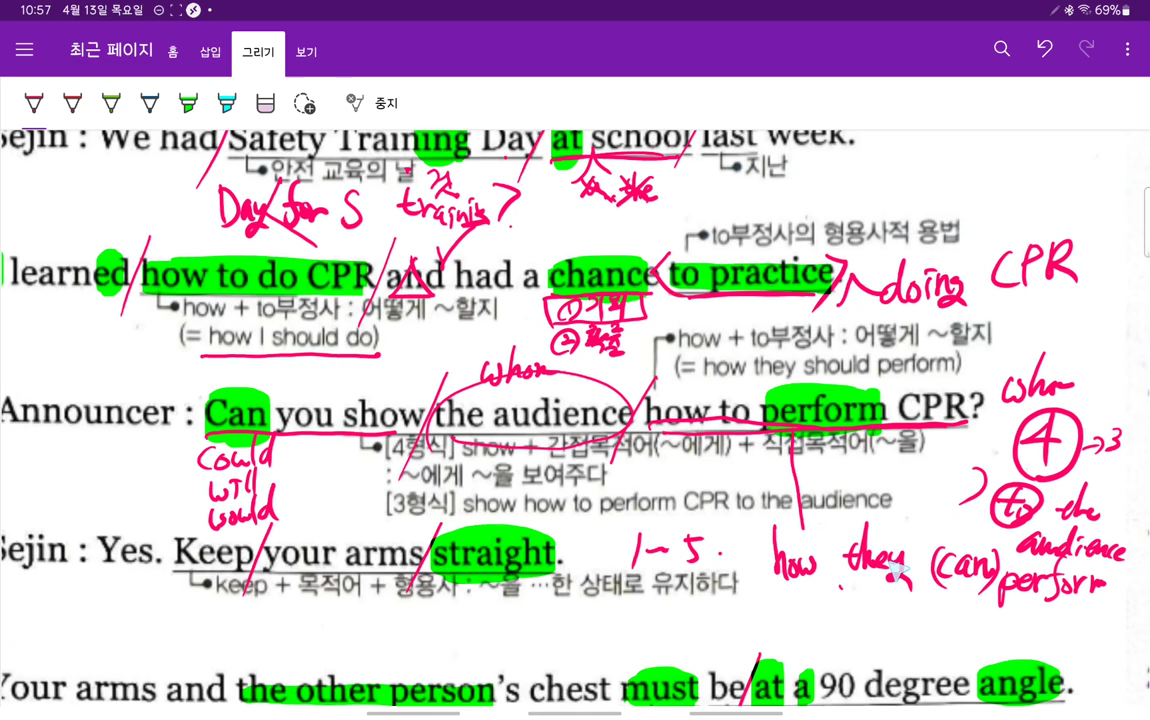 10:57 4월 13일 목요일 69%
최근 페이지 홈 삽입 그리기 보기
중지
Sejin : We had Safety Training Day at school last week.
안전 교육의 날
지난
Day for S training?
to부정사의 형용사적 용법
learned how to do CPR and had a chance to practice
doing CPR
how + to부정사 : 어떻게 ~할지
① 기회
(= how I should do)
②
how + to부정사 : 어떻게 ~할지
(= how they should perform)
whom
Announcer : Can you show the audience how to perform CPR?
whom
4 → 3
could
will
would
[4형식] show + 간접목적어(~에게) + 직접목적어(~을)
: ~에게 ~을 보여주다
[3형식] show how to perform CPR to the audience
to the audience
Sejin : Yes. Keep your arms straight.
1 ~ 5.
how they (can) perform
keep + 목적어 + 형용사 : ~을 …한 상태로 유지하다
Your arms and the other person's chest must be at a 90 degree angle.